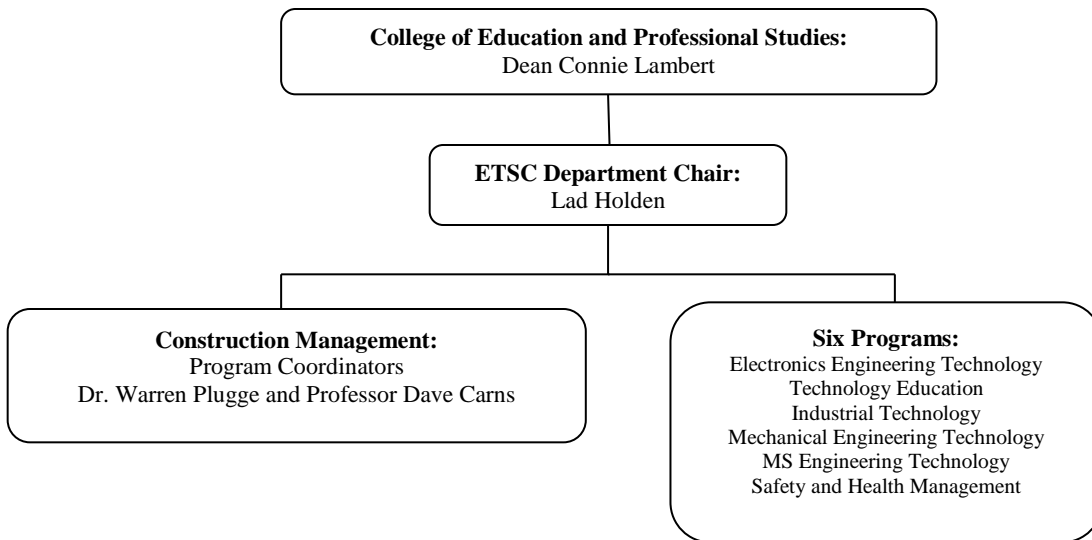 College of Education and Professional Studies:
Dean Connie Lambert
ETSC Department Chair:
Lad Holden
Construction Management:
Program Coordinators
Dr. Warren Plugge and Professor Dave Carns
Six Programs:
Electronics Engineering Technology
Technology Education
Industrial Technology
Mechanical Engineering Technology
MS Engineering Technology
Safety and Health Management